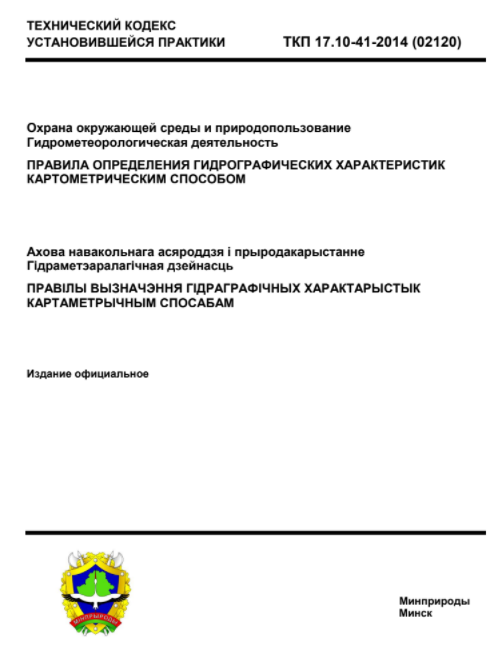 ТЕХНИЧЕСКИЙ КОДЕКС
УСТАНОВИВШЕЙСЯ ПРАКТИКИ
ТКП 17.10-41-2014 (02120)
Охрана окружающей среды и природопользование
Гидрометеорологическая деятельность
ПРАВИЛА ОПРЕДЕЛЕНИЯ ГИДРОГРАФИЧЕСКИХ ХАРАКТЕРИСТИК
КАРТОМЕТРИЧЕСКИМ СПОСОБОМ
Ахова навакольнага асяроддзя і прыродакарыстанне
Гідраметэаралагічная дзейнасць
ПРАВІЛЫ ВЫЗНАЧЭННЯ ГІДРАГРАФІЧНЫХ ХАРАКТАРЫСТЫК
КАРТАМЕТРЫЧНЫМ СПОСАБАМ
Издание официальное
МІНПРЫРОДЫ
Минприроды
Минск